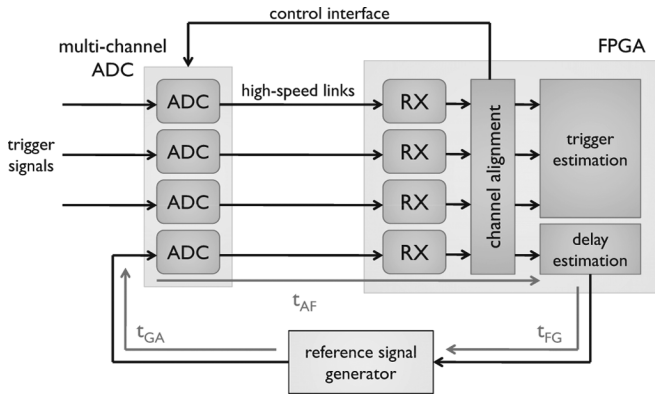 control interface
multi-channel
ADC
FPGA
ADC
high-speed links
RX
trigger
signals
ADC
RX
ADC
RX
ADC
RX
channel alignment
trigger
estimation
delay
estimation
tAF
tGA
tFG
reference signal
generator